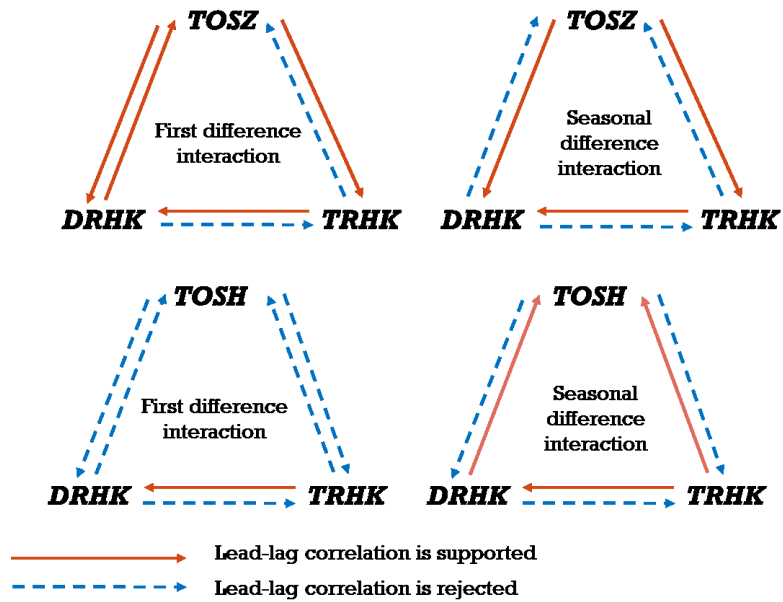 TOSZ
First difference
interaction
DRHK
TRHK
TOSZ
Seasonal
difference
interaction
DRHK
TRHK
TOSH
First difference
interaction
DRHK
TRHK
TOSH
Seasonal
difference
interaction
DRHK
TRHK
Lead-lag correlation is supported
Lead-lag correlation is rejected